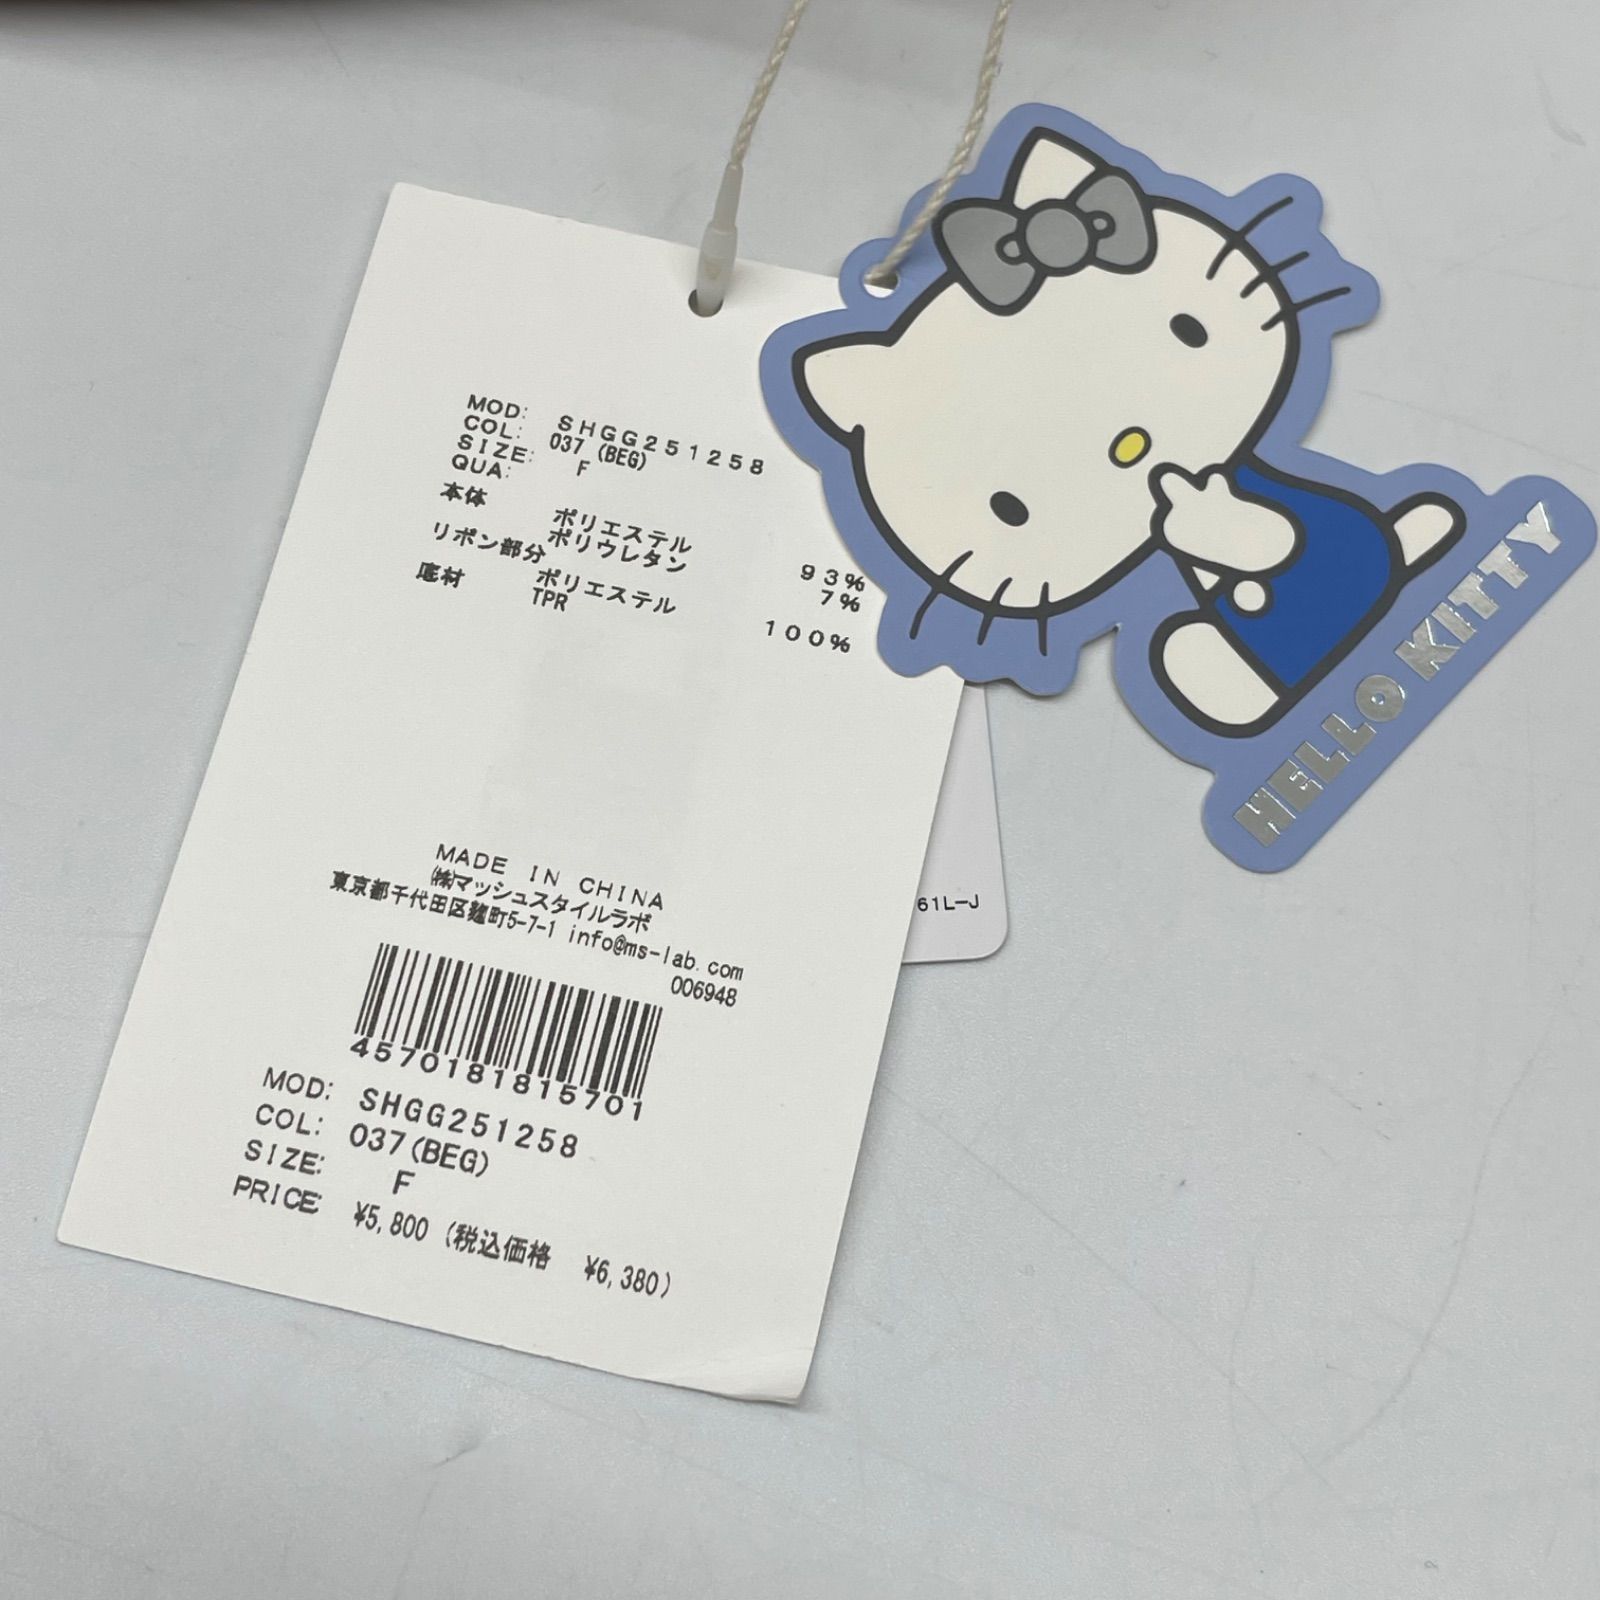 MOD: SHGG251258
COL: 037 (BEG)
SIZE: F
QUA:
本体
ポリエステル 93%
ポリウレタン 7%
リボン部分
ポリエステル 100%
底材 TPR
MADE IN CHINA
㈱マッシュスタイルラボ
東京都千代田区麹町5-7-1 info@ms-lab.com
006948
4570181815701
MOD: SHGG251258
COL: 037(BEG)
SIZE: F
PRICE: ¥5,800 (税込価格 ¥6,380)
61L-J
HELLO KITTY